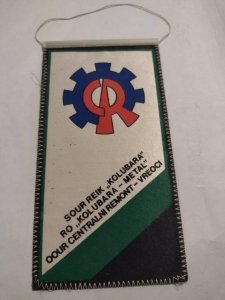 SOUR REIK „KOLUBARA"
RO „KOLUBARA – METAL"
OOUR CENTRALNI REMONT – VREOCI